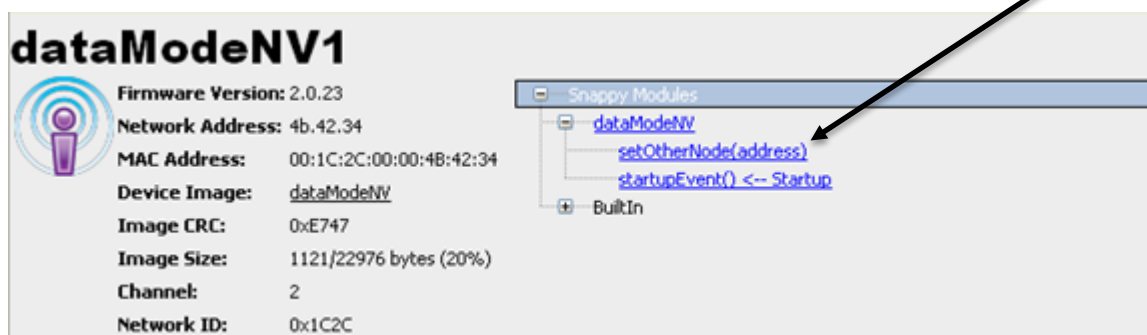 dataModeNV1
Firmware Version: 2.0.23
Network Address: 4b.42.34
MAC Address: 00:1C:2C:00:00:4B:42:34
Device Image: dataModeNV
Image CRC: 0xE747
Image Size: 1121/22976 bytes (20%)
Channel: 2
Network ID: 0x1C2C
Snappy Modules
dataModeNV
setOtherNode(address)
startupEvent() <-- Startup
BuiltIn